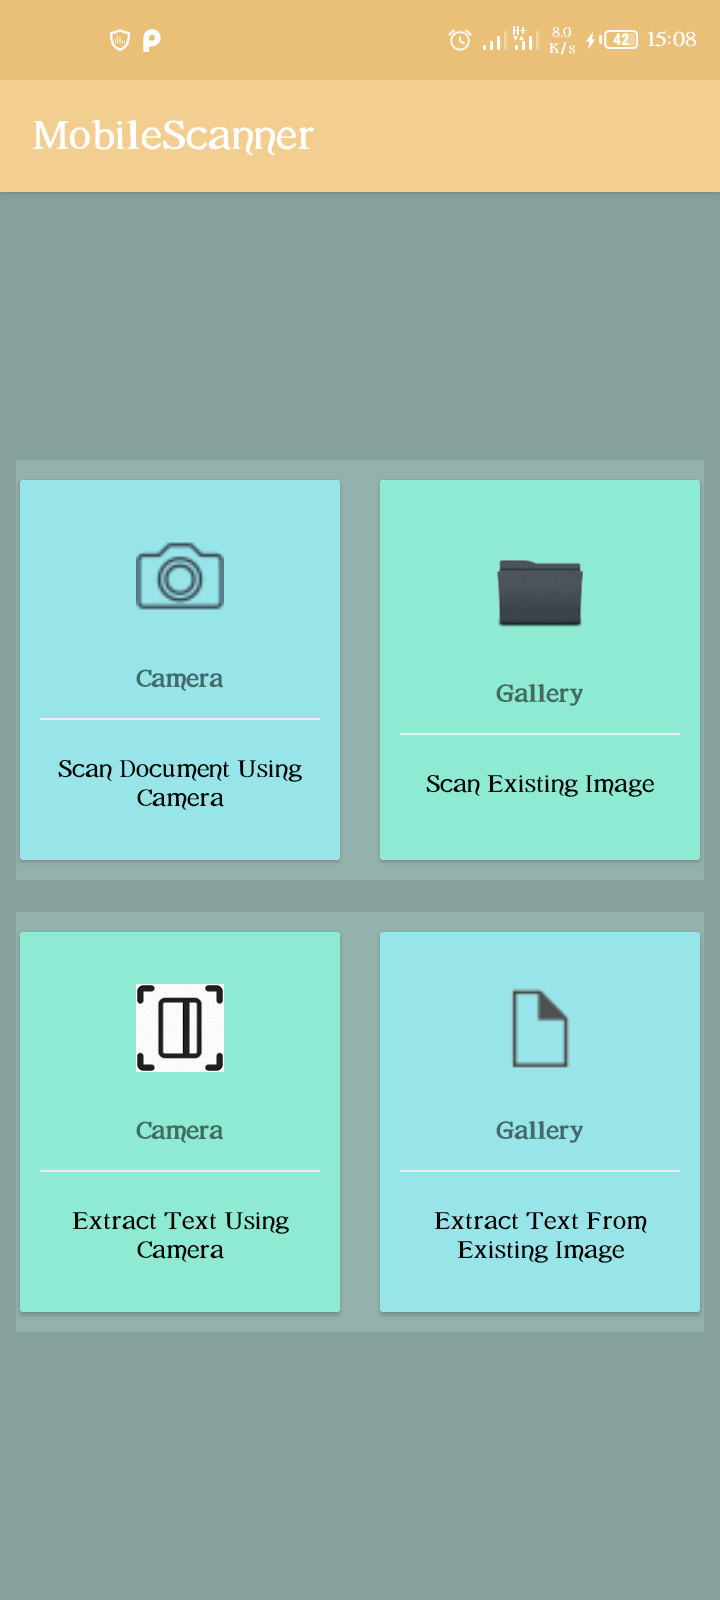 H+ 8.0 K/s 42 15:08
MobileScanner
Camera
Scan Document Using
Camera
Gallery
Scan Existing Image
Camera
Extract Text Using
Camera
Gallery
Extract Text From
Existing Image